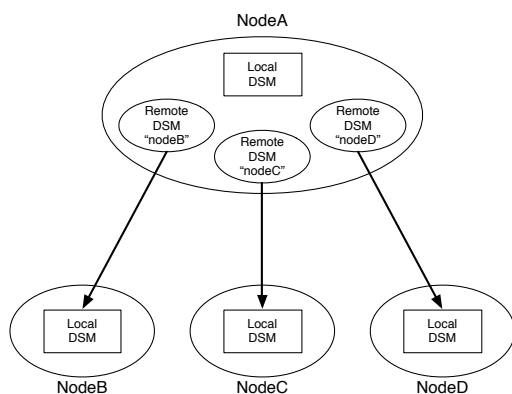 NodeA
Local
DSM
Remote
DSM
“nodeB”
Remote
DSM
“nodeC”
Remote
DSM
“nodeD”
Local
DSM
NodeB
Local
DSM
NodeC
Local
DSM
NodeD